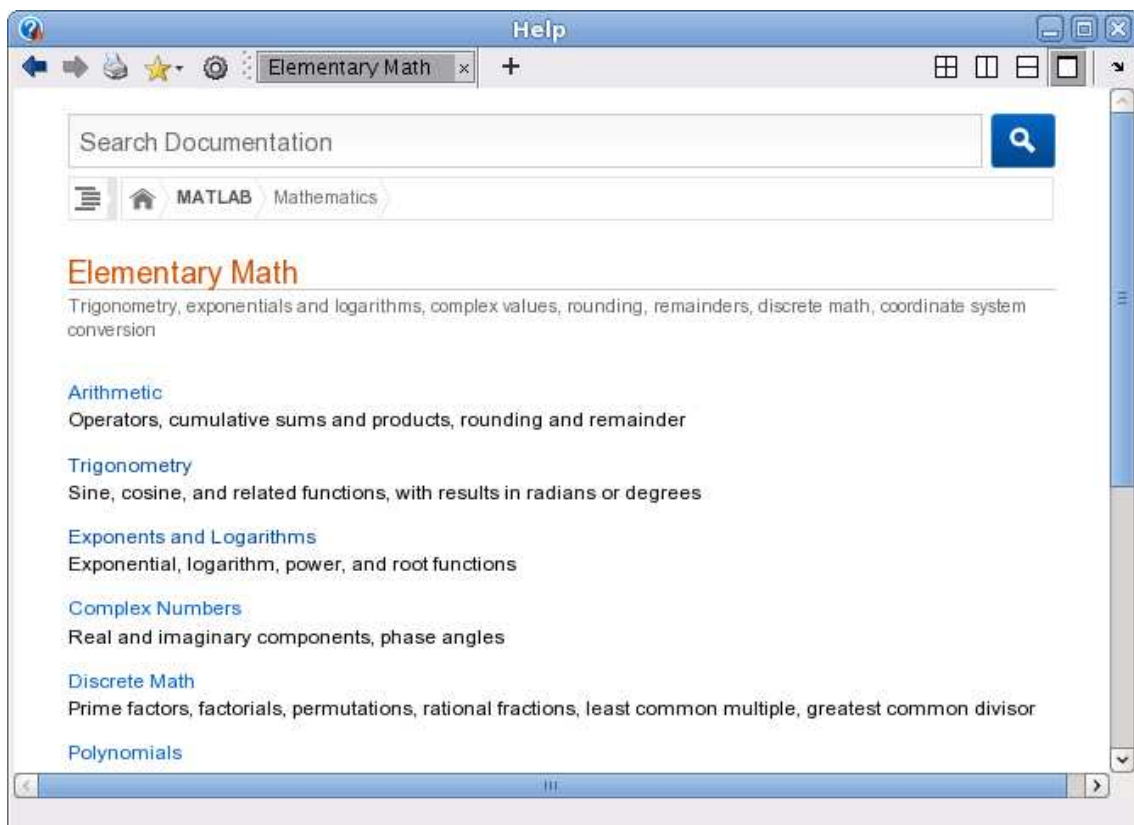 Help
Elementary Math
Search Documentation
MATLAB Mathematics
Elementary Math
Trigonometry, exponentials and logarithms, complex values, rounding, remainders, discrete math, coordinate system
conversion
Arithmetic
Operators, cumulative sums and products, rounding and remainder
Trigonometry
Sine, cosine, and related functions, with results in radians or degrees
Exponents and Logarithms
Exponential, logarithm, power, and root functions
Complex Numbers
Real and imaginary components, phase angles
Discrete Math
Prime factors, factorials, permutations, rational fractions, least common multiple, greatest common divisor
Polynomials